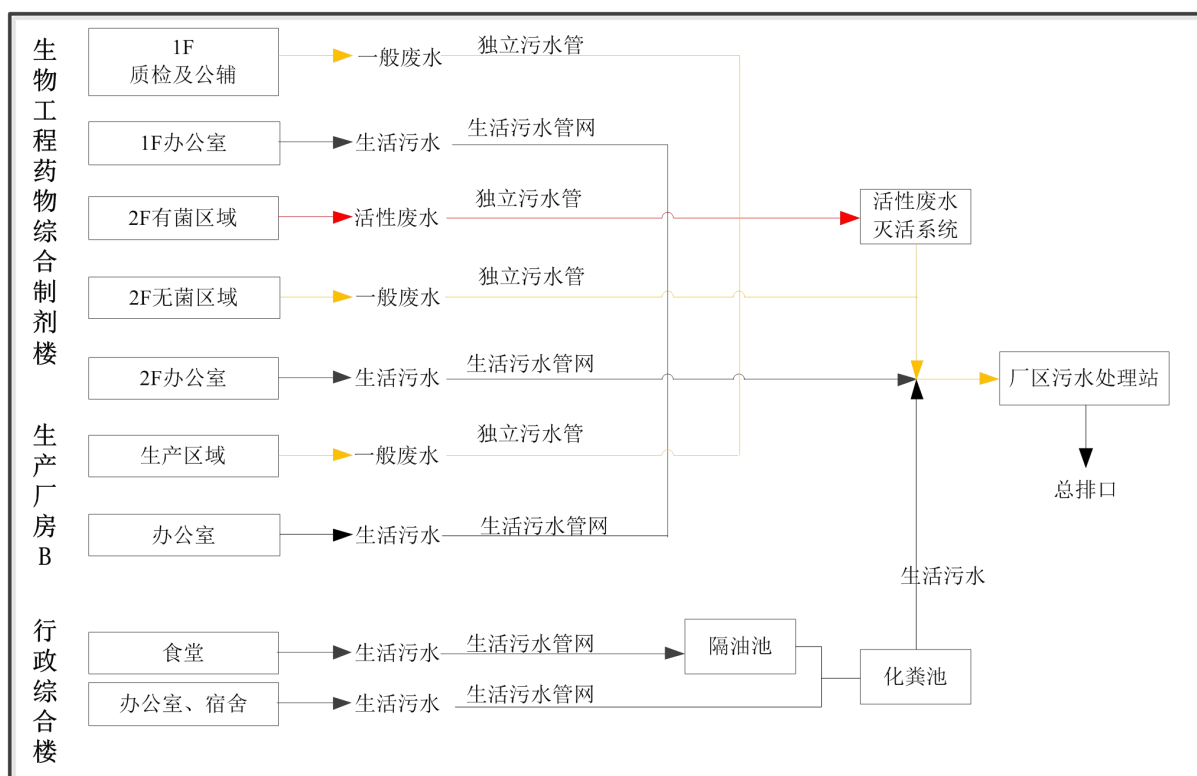 生物工程药物综合制剂楼
1F
质检及公辅
一般废水
独立污水管
1F办公室
生活污水
生活污水管网
2F有菌区域
活性废水
独立污水管
活性废水
灭活系统
2F无菌区域
一般废水
独立污水管
2F办公室
生活污水
生活污水管网
厂区污水处理站
总排口
生产厂房B
生产区域
一般废水
独立污水管
办公室
生活污水
生活污水管网
生活污水
行政综合楼
食堂
生活污水
生活污水管网
隔油池
化粪池
办公室、宿舍
生活污水
生活污水管网